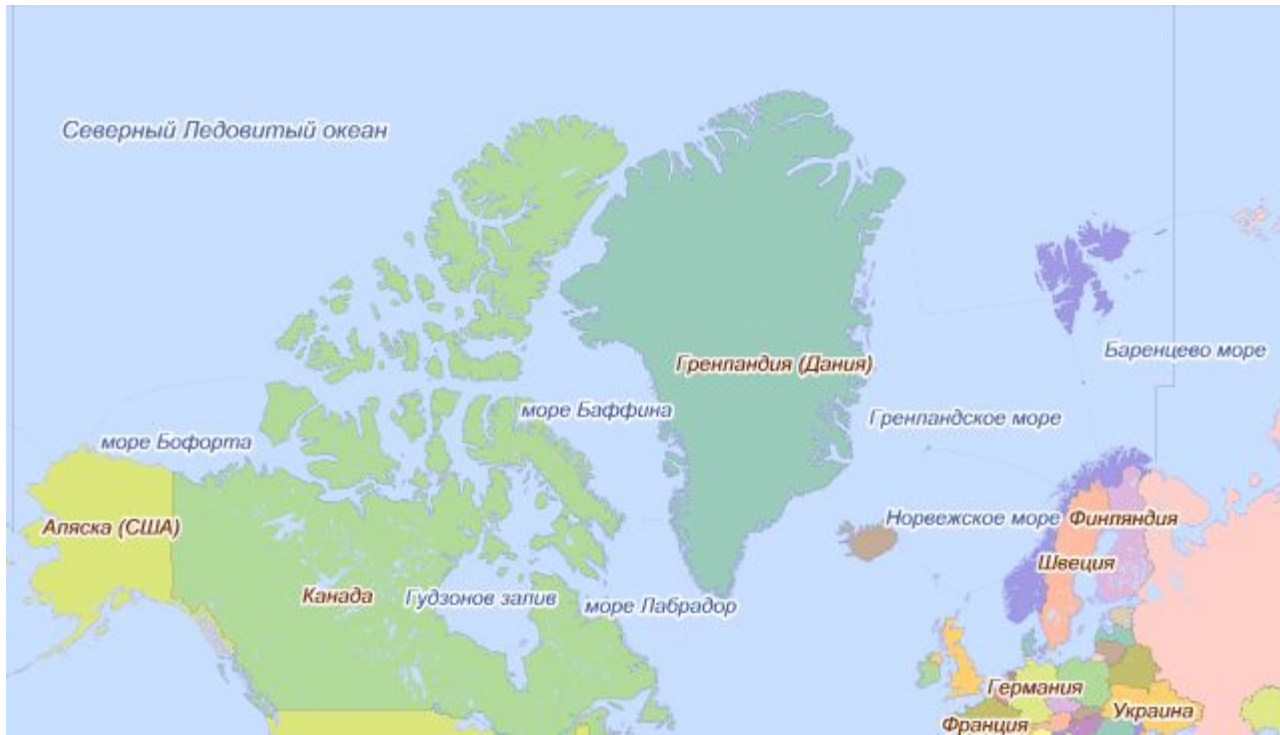 Северный Ледовитый океан
Баренцево море
Гренландия (Дания)
море Баффина
Гренландское море
море Бофорта
Норвежское море
Финляндия
Аляска (США)
Швеция
Канада
Гудзонов залив
море Лабрадор
Германия
Украина
Франция